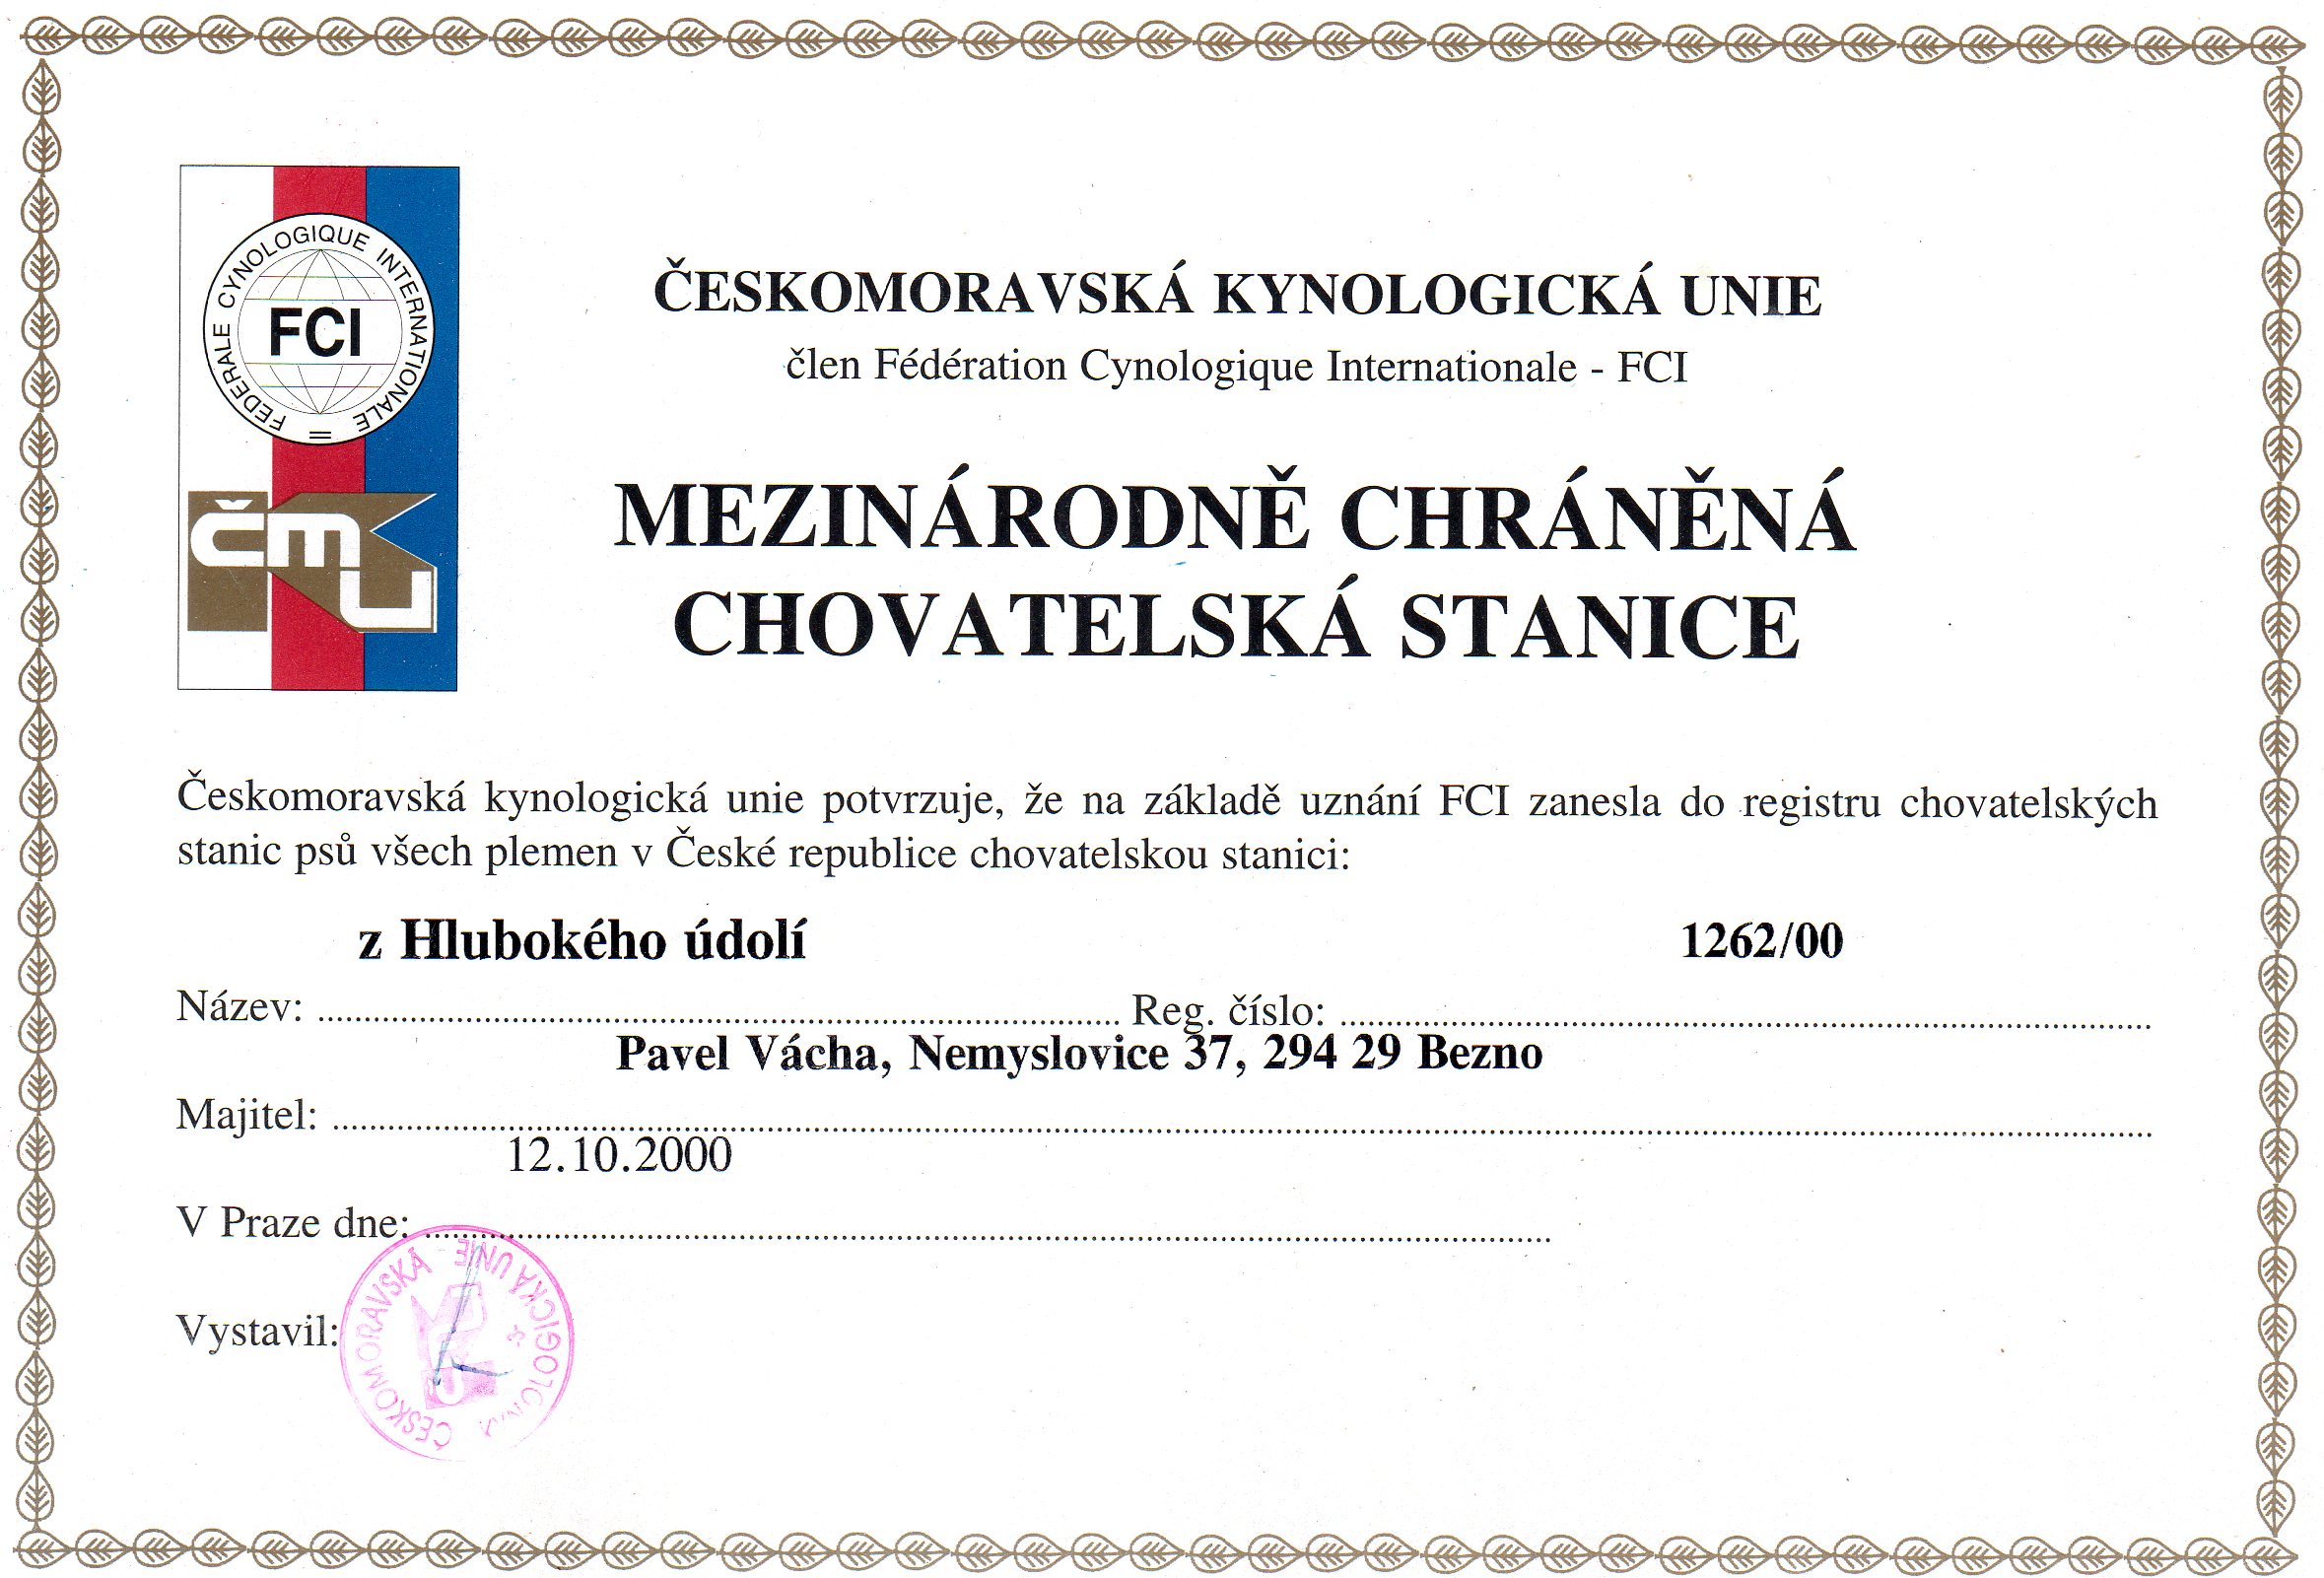 FEDERALE CYNOLOGIQUE INTERNATIONALE =
FCI
ČMKU
ČESKOMORAVSKÁ KYNOLOGICKÁ UNIE
člen Fédération Cynologique Internationale - FCI
MEZINÁRODNĚ CHRÁNĚNÁ
CHOVATELSKÁ STANICE
Českomoravská kynologická unie potvrzuje, že na základě uznání FCI zanesla do registru chovatelských
stanic psů všech plemen v České republice chovatelskou stanici:
z Hlubokého údolí 1262/00
Název: Reg. číslo:
Pavel Vácha, Nemyslovice 37, 294 29 Bezno
Majitel:
12.10.2000
V Praze dne:
Vystavil:
ČESKOMORAVSKÁ KYNOLOGICKÁ UNIE